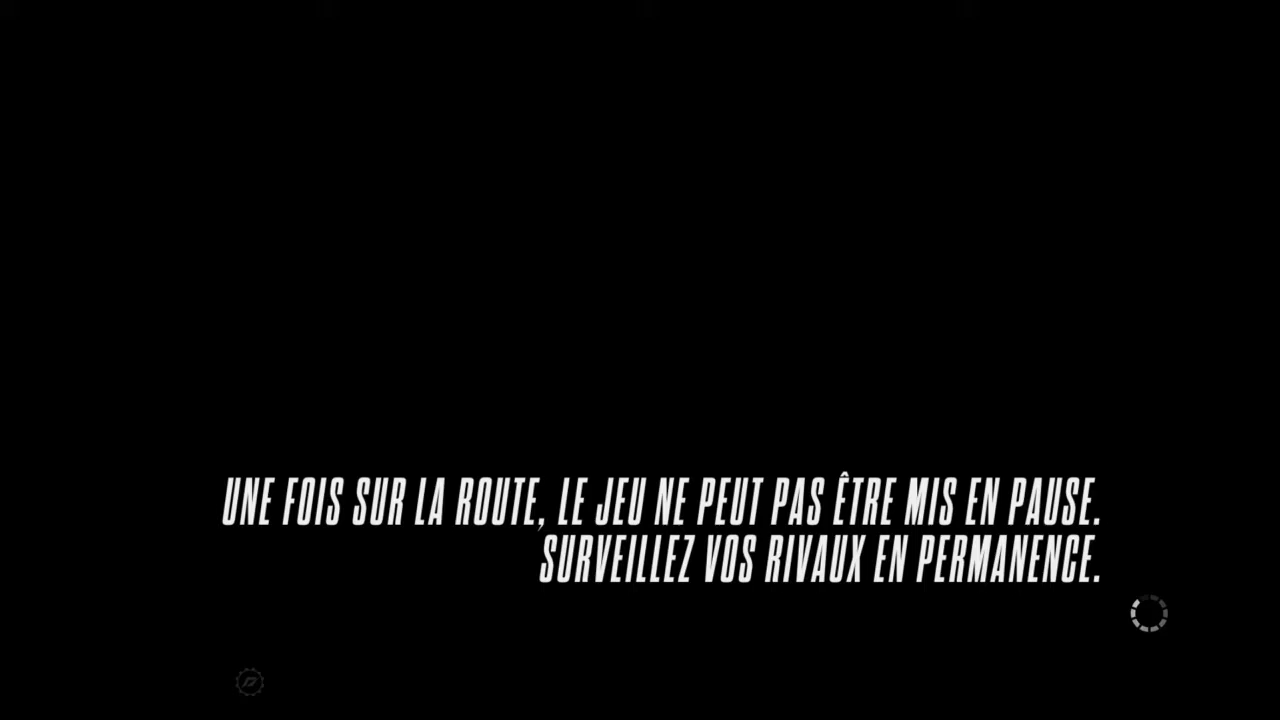 UNE FOIS SUR LA ROUTE, LE JEU NE PEUT PAS ÊTRE MIS EN PAUSE.
SURVEILLEZ VOS RIVAUX EN PERMANENCE.